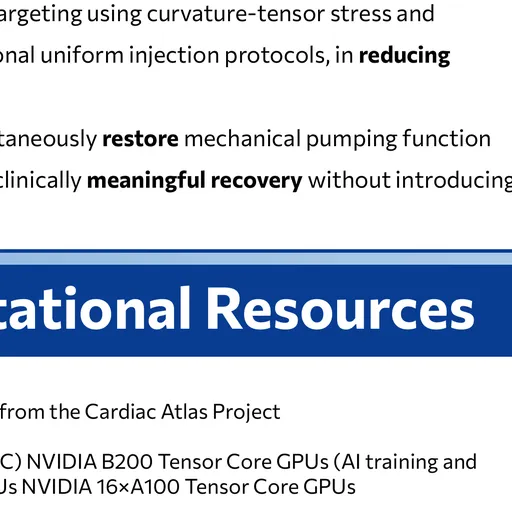 argeting using curvature-tensor stress and
onal uniform injection protocols, in reducing
taneously restore mechanical pumping function
clinically meaningful recovery without introducing
tational Resources
from the Cardiac Atlas Project
C) NVIDIA B200 Tensor Core GPUs (AI training and
Us NVIDIA 16×A100 Tensor Core GPUs